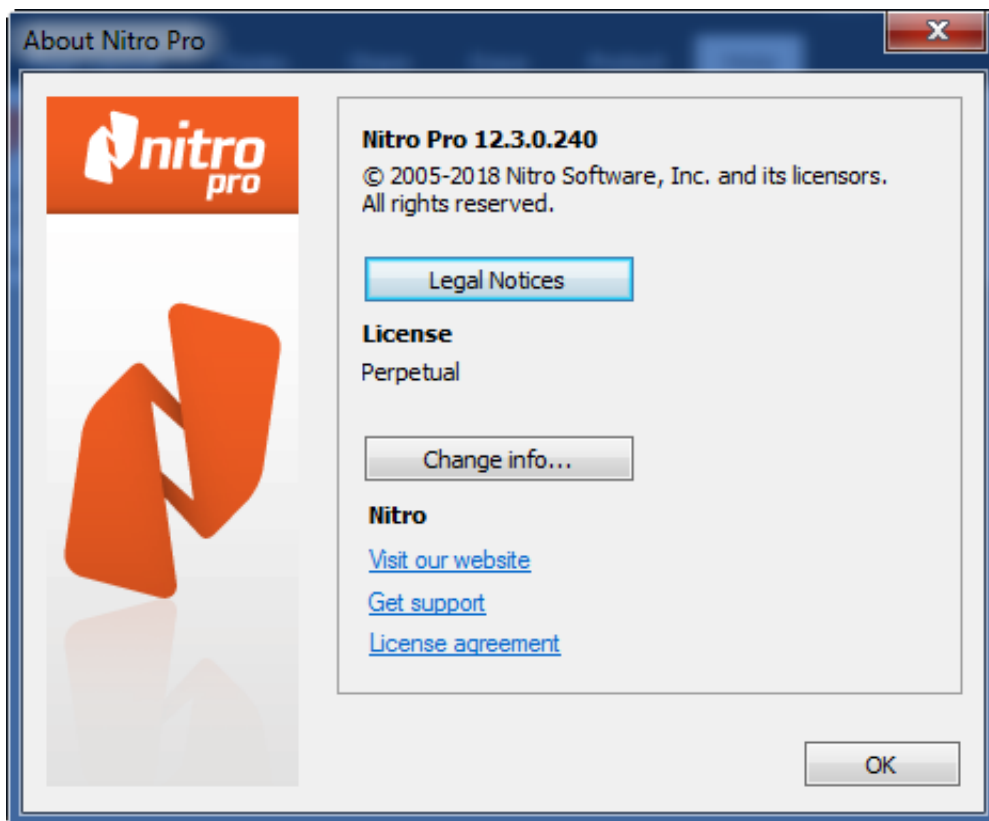 About Nitro Pro
X
nitro
pro
Nitro Pro 12.3.0.240
© 2005-2018 Nitro Software, Inc. and its licensors.
All rights reserved.
Legal Notices
License
Perpetual
Change info...
Nitro
Visit our website
Get support
License agreement
OK